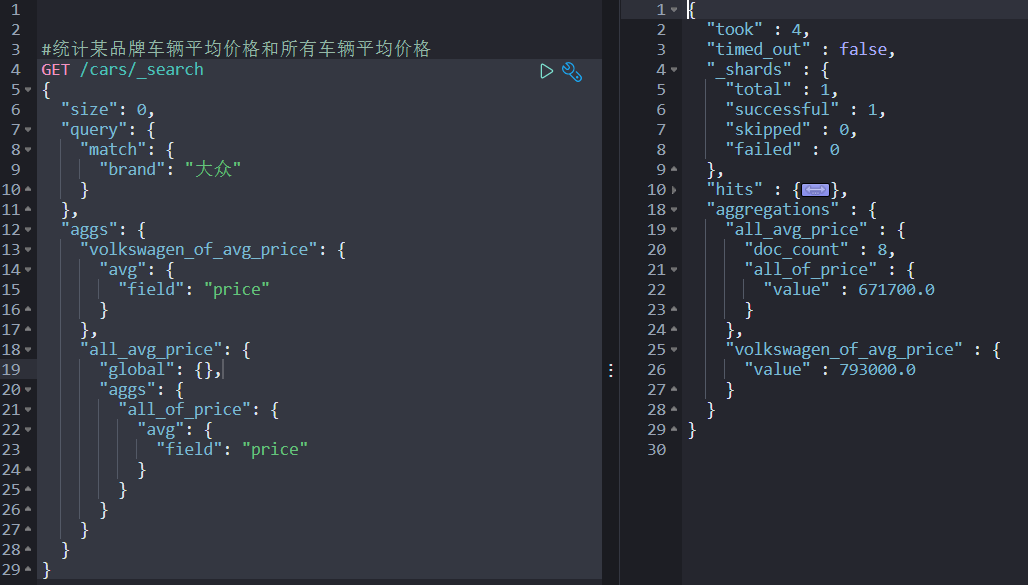 1
2
3 #统计某品牌车辆平均价格和所有车辆平均价格
4 GET /cars/_search
5 {
6 "size": 0,
7 "query": {
8 "match": {
9 "brand": "大众"
10 }
11 },
12 "aggs": {
13 "volkswagen_of_avg_price": {
14 "avg": {
15 "field": "price"
16 }
17 },
18 "all_avg_price": {
19 "global": {},
20 "aggs": {
21 "all_of_price": {
22 "avg": {
23 "field": "price"
24 }
25 }
26 }
27 }
28 }
29 }
1 {
2 "took" : 4,
3 "timed_out" : false,
4 "_shards" : {
5 "total" : 1,
6 "successful" : 1,
7 "skipped" : 0,
8 "failed" : 0
9 },
10 "hits" : {},
18 "aggregations" : {
19 "all_avg_price" : {
20 "doc_count" : 8,
21 "all_of_price" : {
22 "value" : 671700.0
23 }
24 },
25 "volkswagen_of_avg_price" : {
26 "value" : 793000.0
27 }
28 }
29 }
30